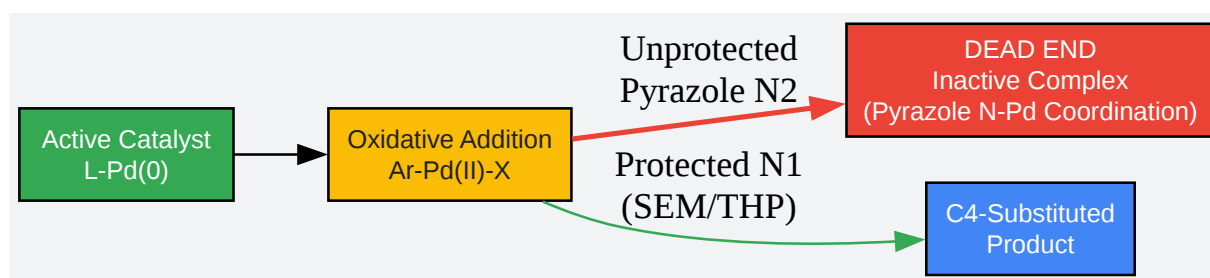 Active Catalyst
L-Pd(0)
Oxidative Addition
Ar-Pd(II)-X
Unprotected
Pyrazole N2
DEAD END
Inactive Complex
(Pyrazole N-Pd Coordination)
Protected N1
(SEM/THP)
C4-Substituted
Product